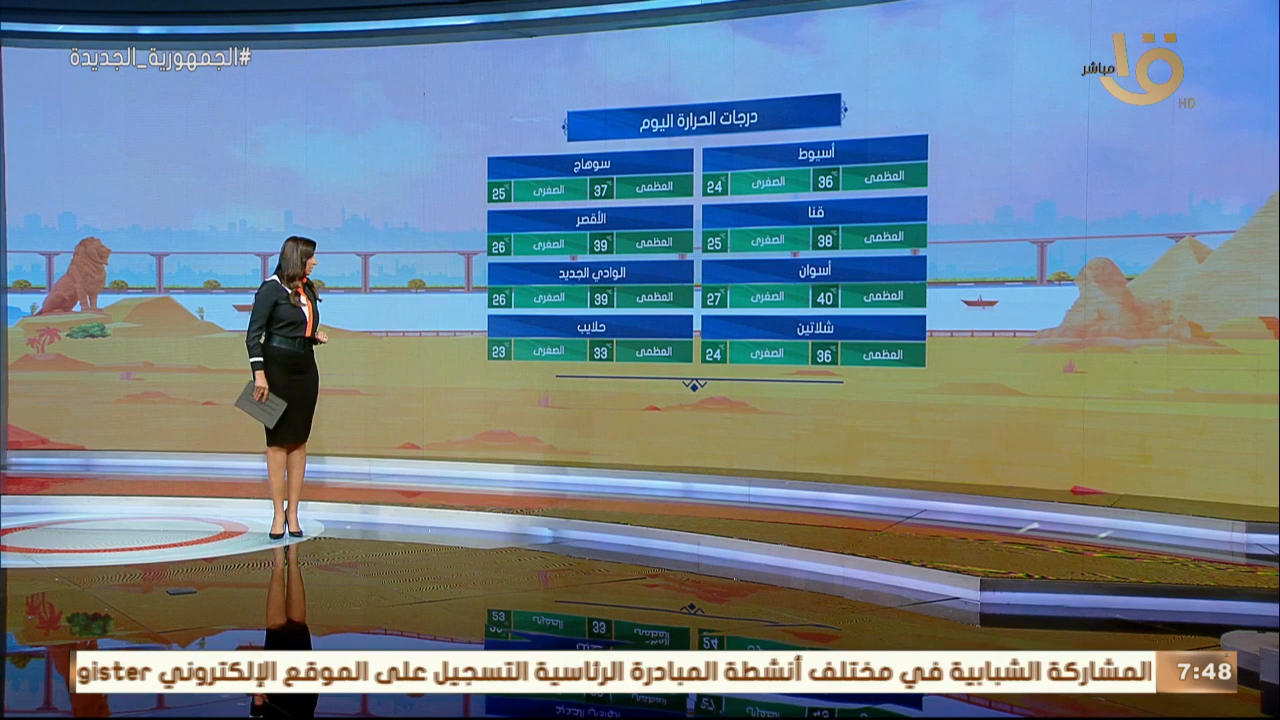 #الجمهورية_الجديدة
مباشر
HD
درجات الحرارة اليوم
أسيوط
العظمى 36 الصغرى 24
سوهاج
العظمى 37 الصغرى 25
قنا
العظمى 38 الصغرى 25
الأقصر
العظمى 39 الصغرى 26
أسوان
العظمى 40 الصغرى 27
الوادي الجديد
العظمى 39 الصغرى 26
شلاتين
العظمى 36 الصغرى 24
حلايب
العظمى 33 الصغرى 23
7:48
المشاركة الشبابية في مختلف أنشطة المبادرة الرئاسية التسجيل على الموقع الإلكتروني gister